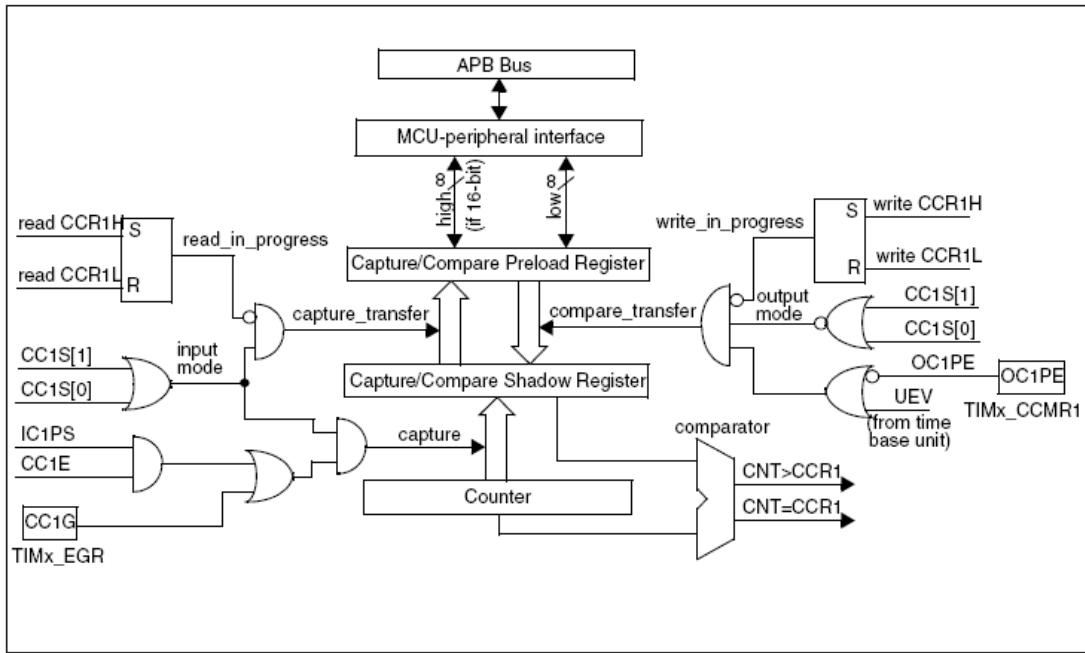 APB Bus
MCU-peripheral interface
8
high
(if 16-bit)
8
low
read CCR1H
S
read_in_progress
read CCR1L
R
write_in_progress
S
write CCR1H
R
write CCR1L
Capture/Compare Preload Register
capture_transfer
compare_transfer
output
mode
CC1S[1]
CC1S[0]
CC1S[1]
CC1S[0]
input
mode
Capture/Compare Shadow Register
OC1PE
OC1PE
UEV
(from time
base unit)
TIMx_CCMR1
IC1PS
CC1E
capture
comparator
CNT>CCR1
CNT=CCR1
Counter
CC1G
TIMx_EGR